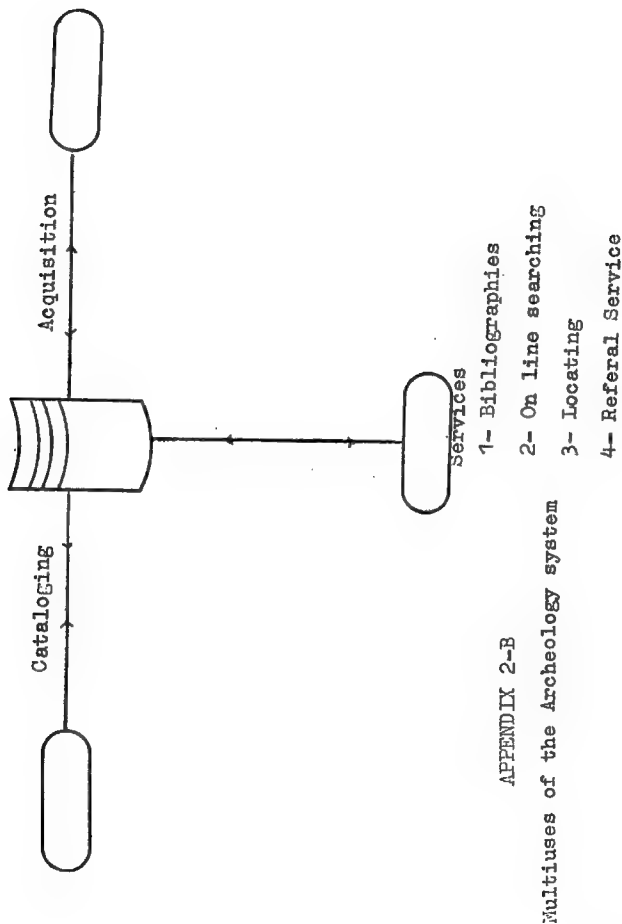 Cataloging
Acquisition
Services
1- Bibliographies
2- On line searching
3- Locating
4- Referal Service
APPENDIX 2-B
Multiuses of the Archeology system